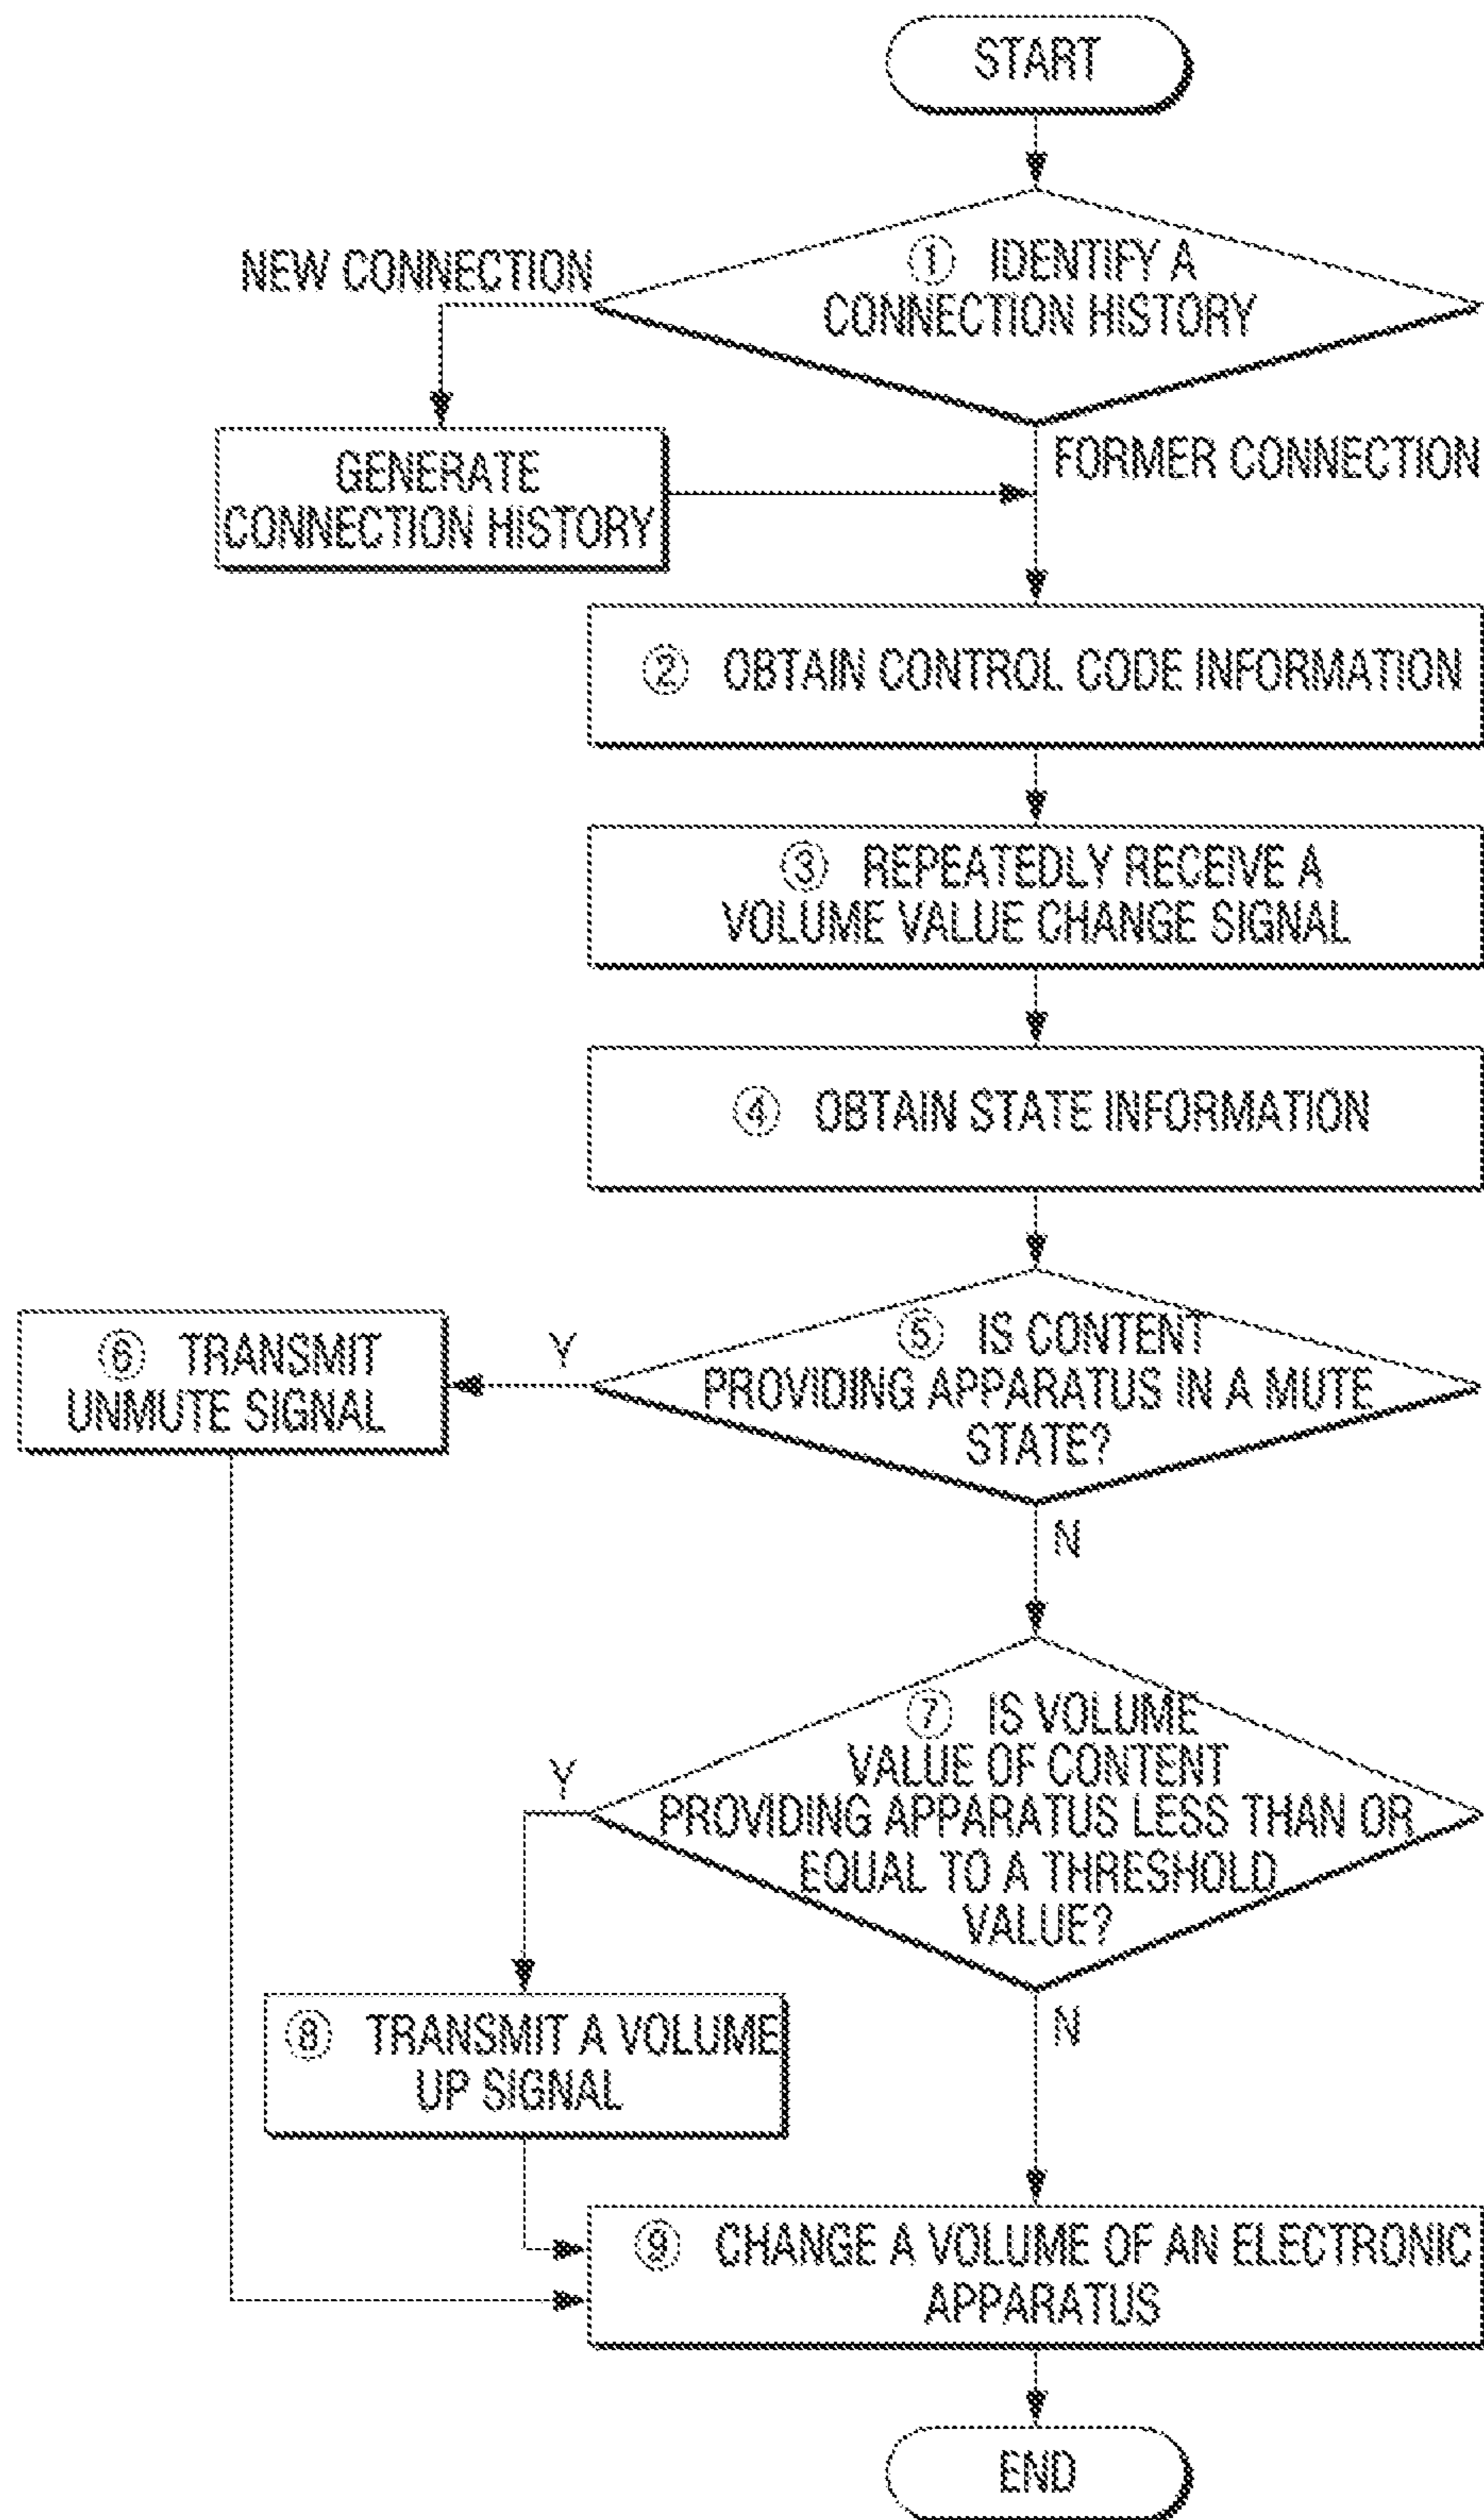 START
NEW CONNECTION
① IDENTIFY A
CONNECTION HISTORY
GENERATE
CONNECTION HISTORY
FORMER CONNECTION
② OBTAIN CONTROL CODE INFORMATION
③ REPEATEDLY RECEIVE A
VOLUME VALUE CHANGE SIGNAL
④ OBTAIN STATE INFORMATION
⑤ IS CONTENT
PROVIDING APPARATUS IN A MUTE
STATE?
Y
⑥ TRANSMIT
UNMUTE SIGNAL
N
⑦ IS VOLUME
VALUE OF CONTENT
PROVIDING APPARATUS LESS THAN OR
EQUAL TO A THRESHOLD
VALUE?
Y
⑧ TRANSMIT A VOLUME
UP SIGNAL
N
⑨ CHANGE A VOLUME OF AN ELECTRONIC
APPARATUS
END